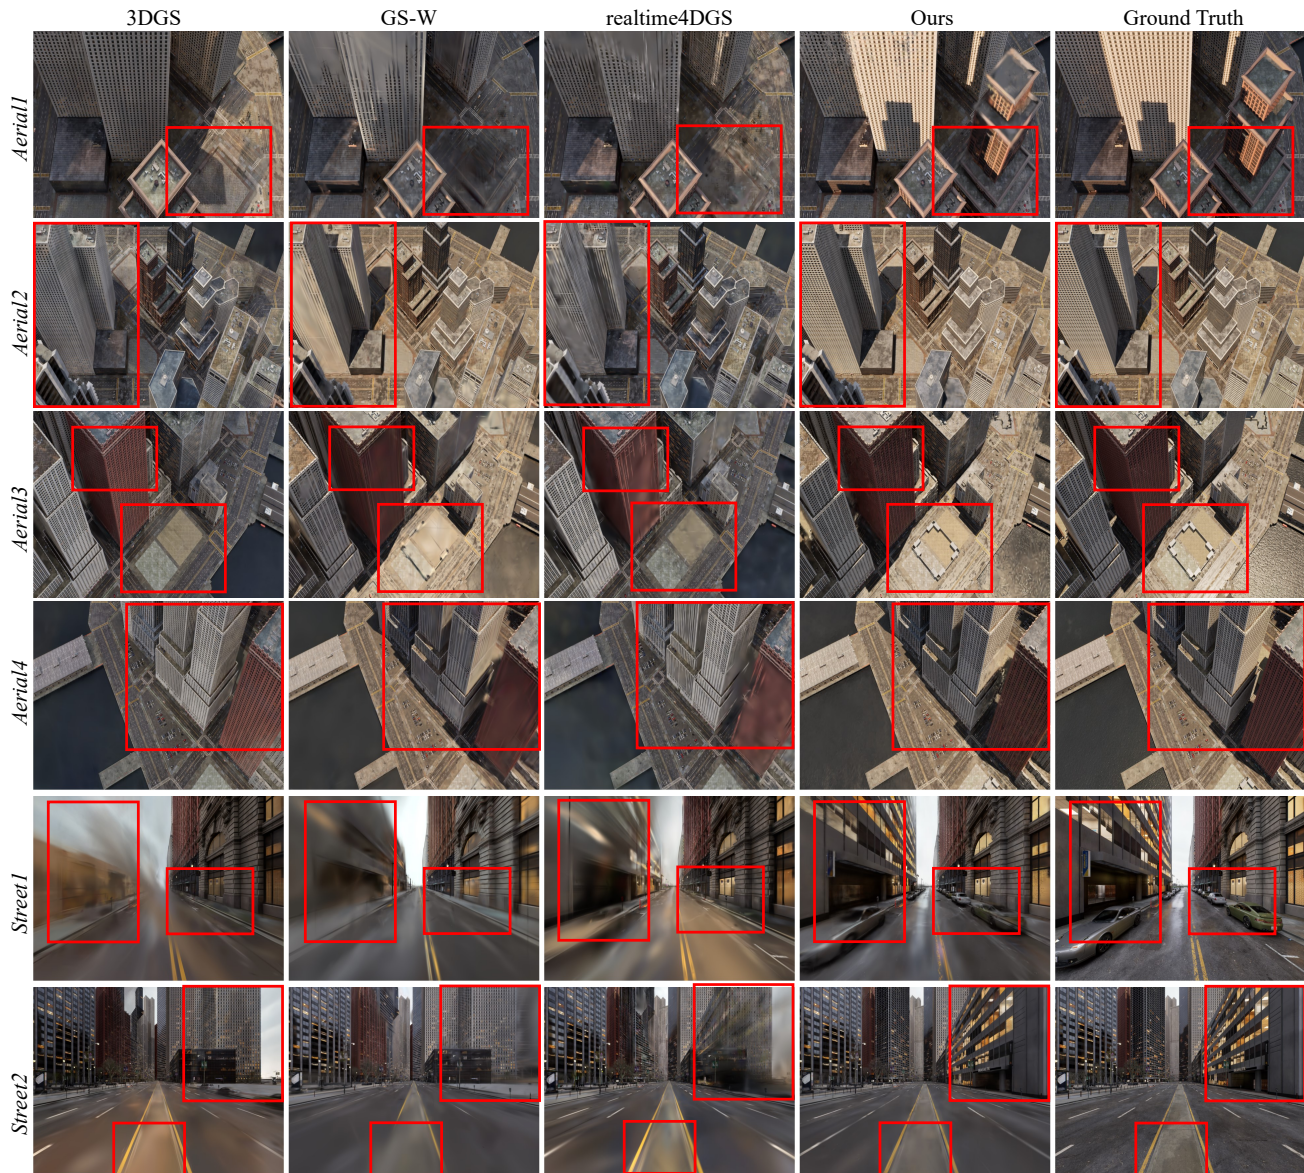 3DGS GS-W realtime4DGS Ours Ground Truth
Aerial1
Aerial2
Aerial3
Aerial4
Street1
Street2